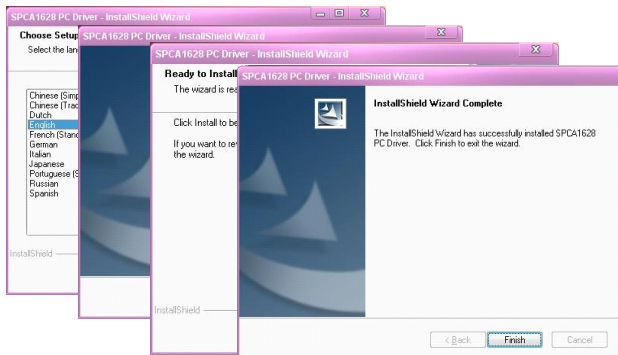 SPCA1628 PC Driver - InstallShield Wizard
Choose Setup
Select the lan
Chinese (Simp
Chinese (Trac
Dutch
English
French (Stand
German
Italian
Japanese
Portuguese (S
Russian
Spanish
InstallShield
SPCA1628 PC Driver - InstallShield Wizard
SPCA1628 PC Driver - InstallShield Wizard
Ready to Install
The wizard is rea
Click Install to be
If you want to rev
the wizard.
InstallShield
SPCA1628 PC Driver - InstallShield Wizard
InstallShield Wizard Complete
The InstallShield Wizard has successfully installed SPCA1628
PC Driver. Click Finish to exit the wizard.
< Back
Finish
Cancel